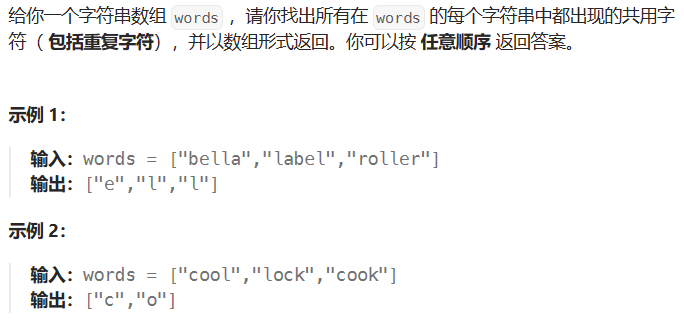 给你一个字符串数组 words ，请你找出所有在 words 的每个字符串中都出现的共用字
符（ 包括重复字符），并以数组形式返回。你可以按 任意顺序 返回答案。
示例 1：
输入：words = ["bella","label","roller"]
输出：["e","l","l"]
示例 2：
输入：words = ["cool","lock","cook"]
输出：["c","o"]